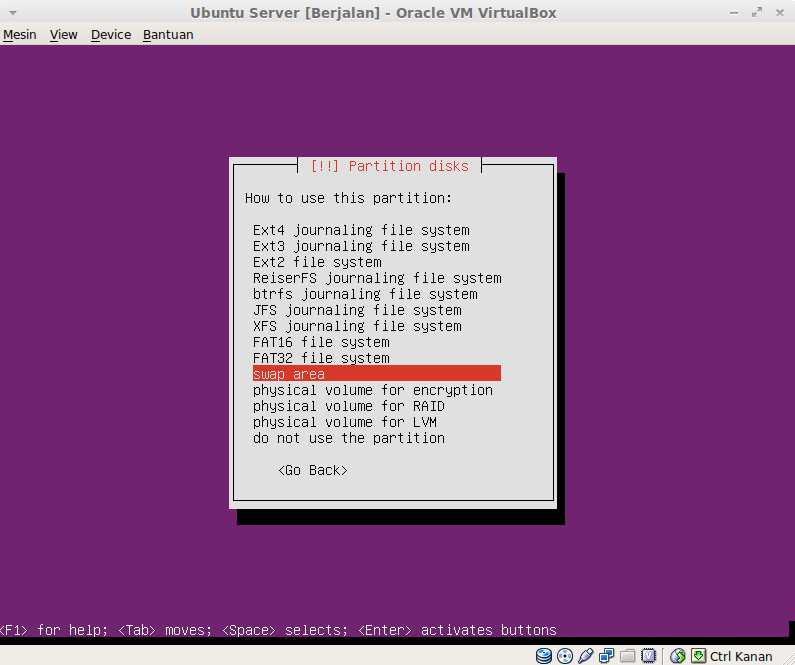 Ubuntu Server [Berjalan] - Oracle VM VirtualBox
Mesin View Device Bantuan
[!!] Partition disks
How to use this partition:
Ext4 journaling file system
Ext3 journaling file system
Ext2 file system
ReiserFS journaling file system
btrfs journaling file system
JFS journaling file system
XFS journaling file system
FAT16 file system
FAT32 file system
swap area
physical volume for encryption
physical volume for RAID
physical volume for LVM
do not use the partition
<Go Back>
<F1> for help; <Tab> moves; <Space> selects; <Enter> activates buttons
Ctrl Kanan